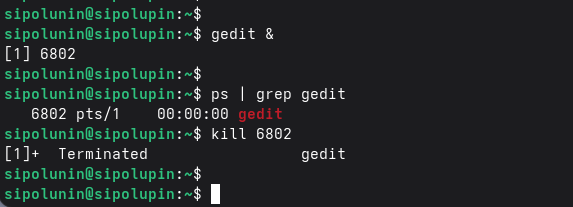 sipolunin@sipolupin:~$
sipolunin@sipolupin:~$ gedit &
[1] 6802
sipolunin@sipolupin:~$
sipolunin@sipolupin:~$ ps | grep gedit
   6802 pts/1    00:00:00 gedit
sipolunin@sipolupin:~$ kill 6802
[1]+  Terminated              gedit
sipolunin@sipolupin:~$
sipolunin@sipolupin:~$